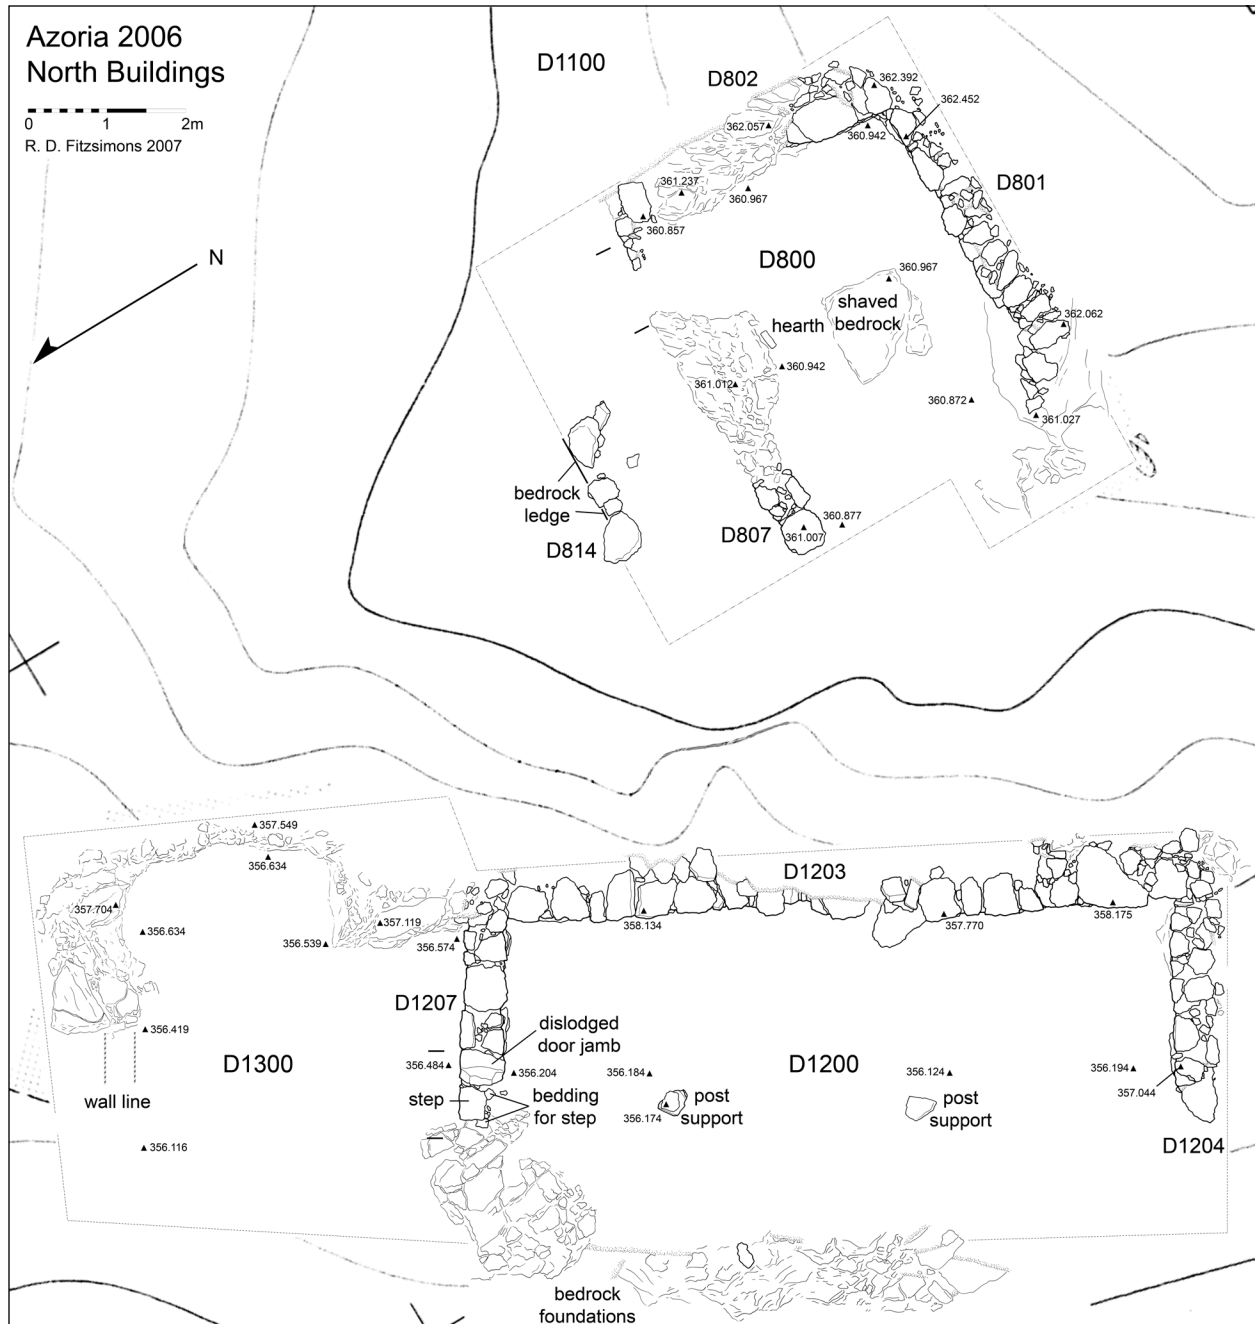 Azoria 2006
North Buildings
0 1 2m
R. D. Fitzsimons 2007
N
D1100
D802
362.392
362.452
362.057
360.942
D801
361.237
360.967
360.857
D800
360.967
shaved
bedrock
hearth
362.062
360.942
361.012
360.872
361.027
bedrock
ledge
D814
D807
360.877
361.007
357.549
356.634
D1203
357.704
356.634
357.119
356.539
356.574
358.134
357.770
358.175
D1207
356.419
dislodged
door jamb
D1300
356.484
356.204
356.184
D1200
356.124
356.194
357.044
wall line
step
bedding
for step
356.174
post
support
post
support
D1204
356.116
bedrock
foundations